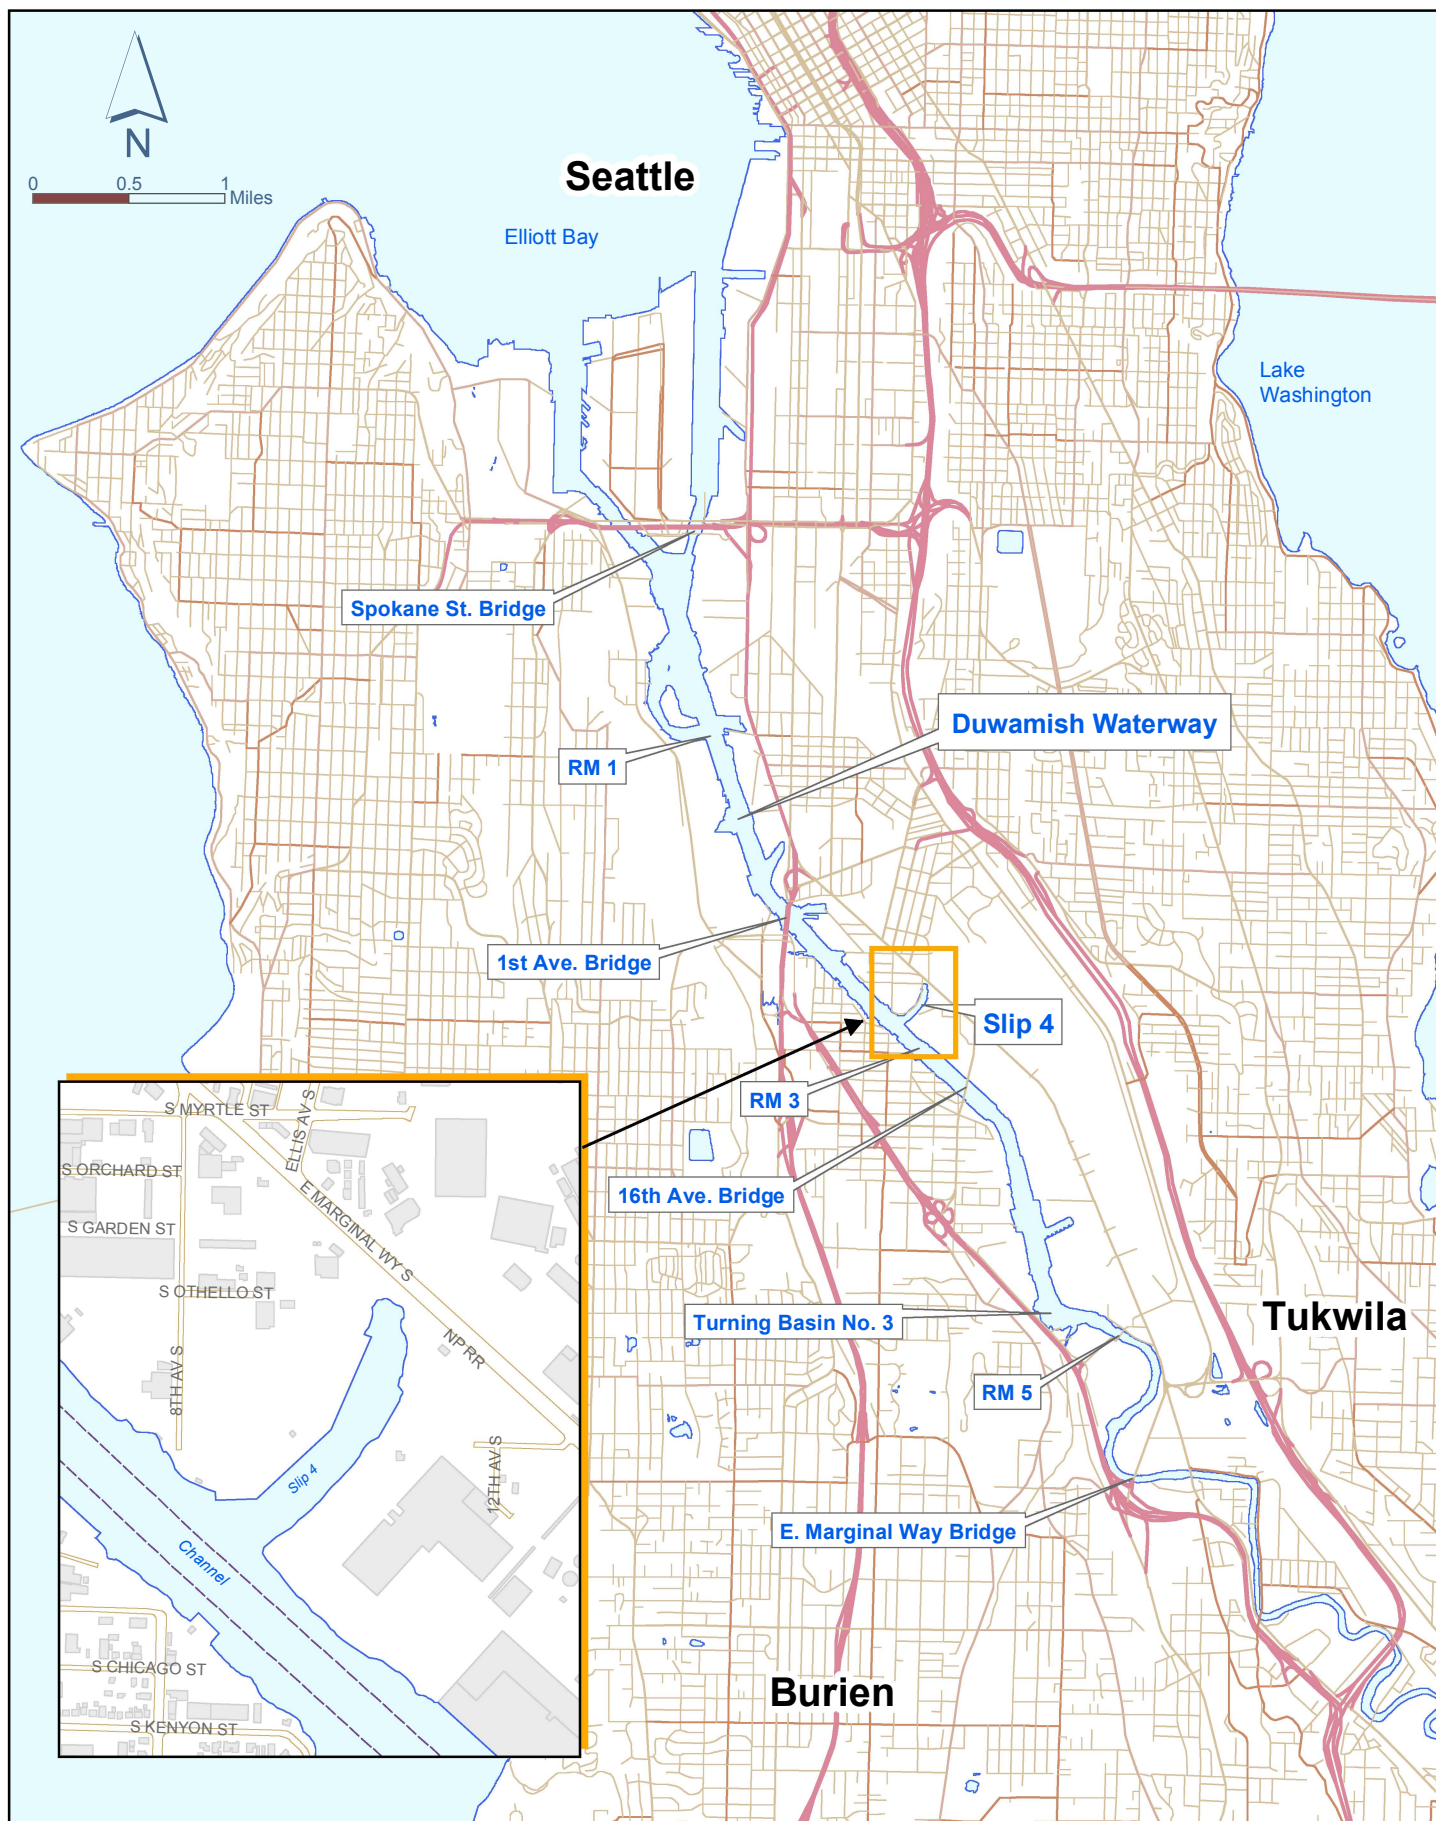 N
0 0.5 1
Miles
Seattle
Elliott Bay
Lake
Washington
Spokane St. Bridge
Duwamish Waterway
RM 1
1st Ave. Bridge
Slip 4
RM 3
16th Ave. Bridge
Turning Basin No. 3
Tukwila
RM 5
E. Marginal Way Bridge
Burien
S MYRTLE ST
ELLIS AV S
S ORCHARD ST
E MARGINAL WY S
S GARDEN ST
S OTHELLO ST
NP RR
8TH AV S
12TH AV S
Slip 4
Channel
S CHICAGO ST
S KENYON ST